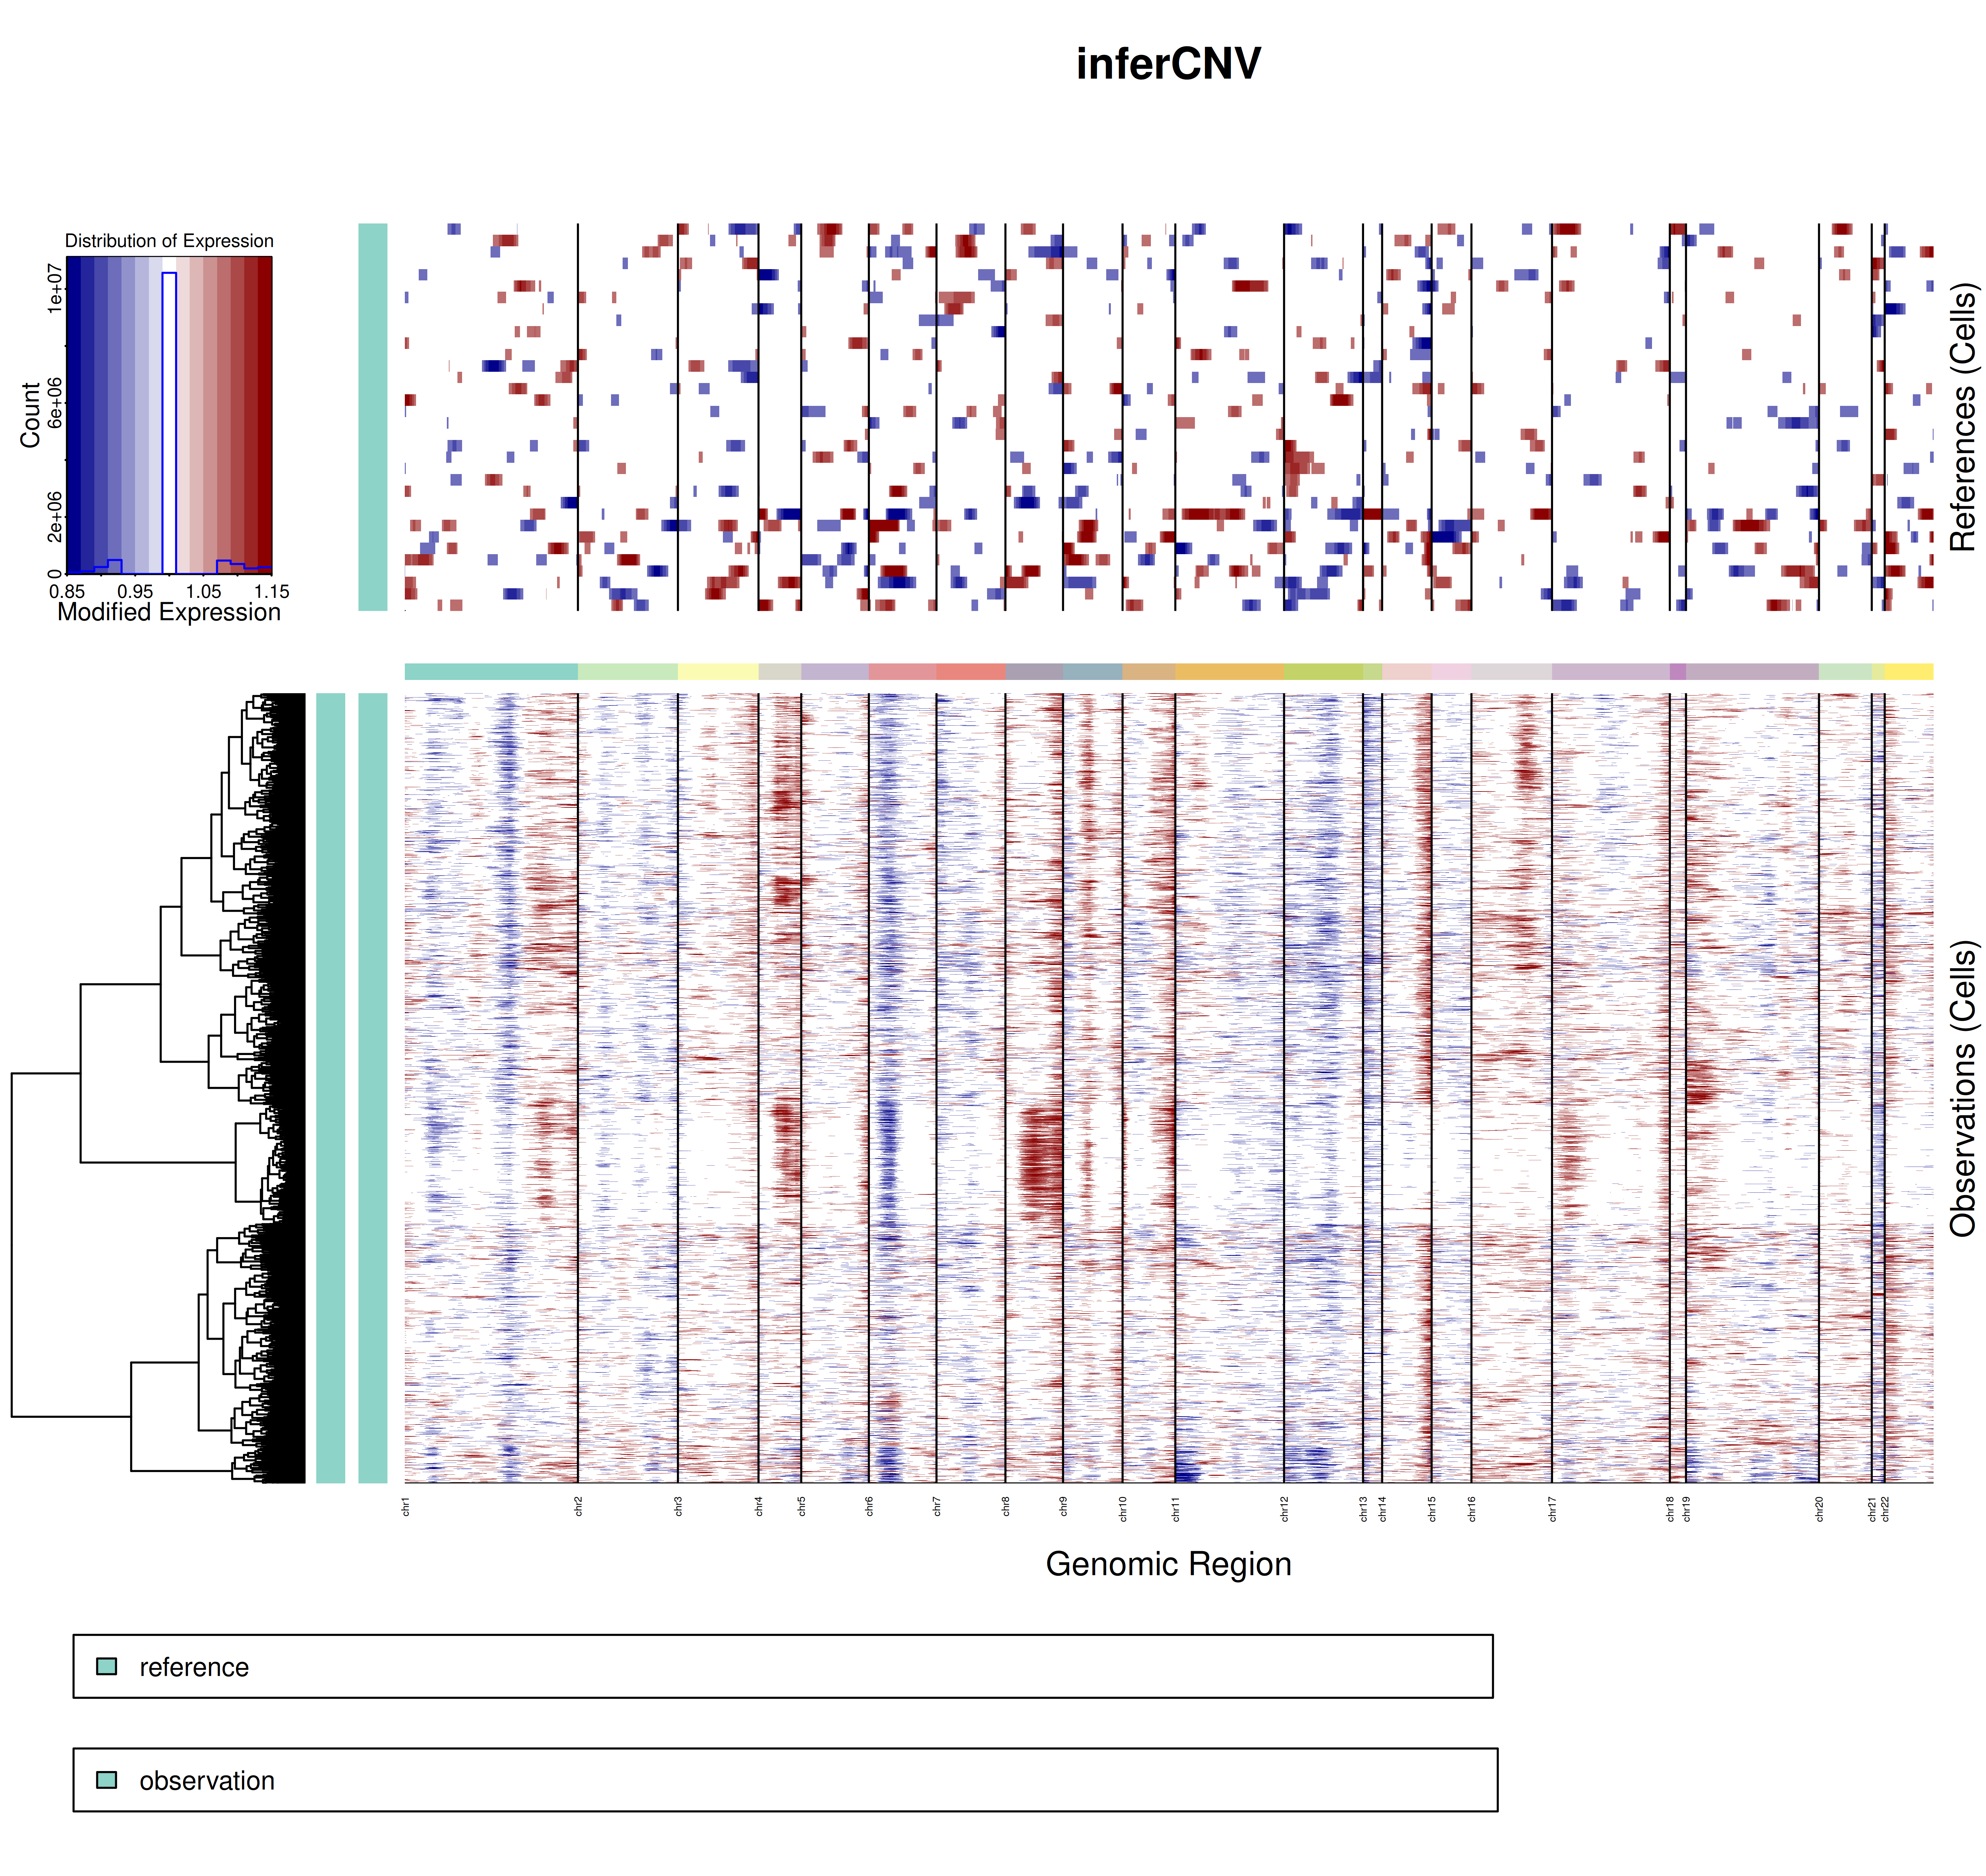 inferCNV
Distribution of Expression
Count
0 2e+06 6e+06 1e+07
0.85 0.95 1.05 1.15
Modified Expression
References (Cells)
Observations (Cells)
chr1 chr2 chr3 chr4 chr5 chr6 chr7 chr8 chr9 chr10 chr11 chr12 chr13 chr14 chr15 chr16 chr17 chr18 chr19 chr20 chr21 chr22
Genomic Region
reference
observation